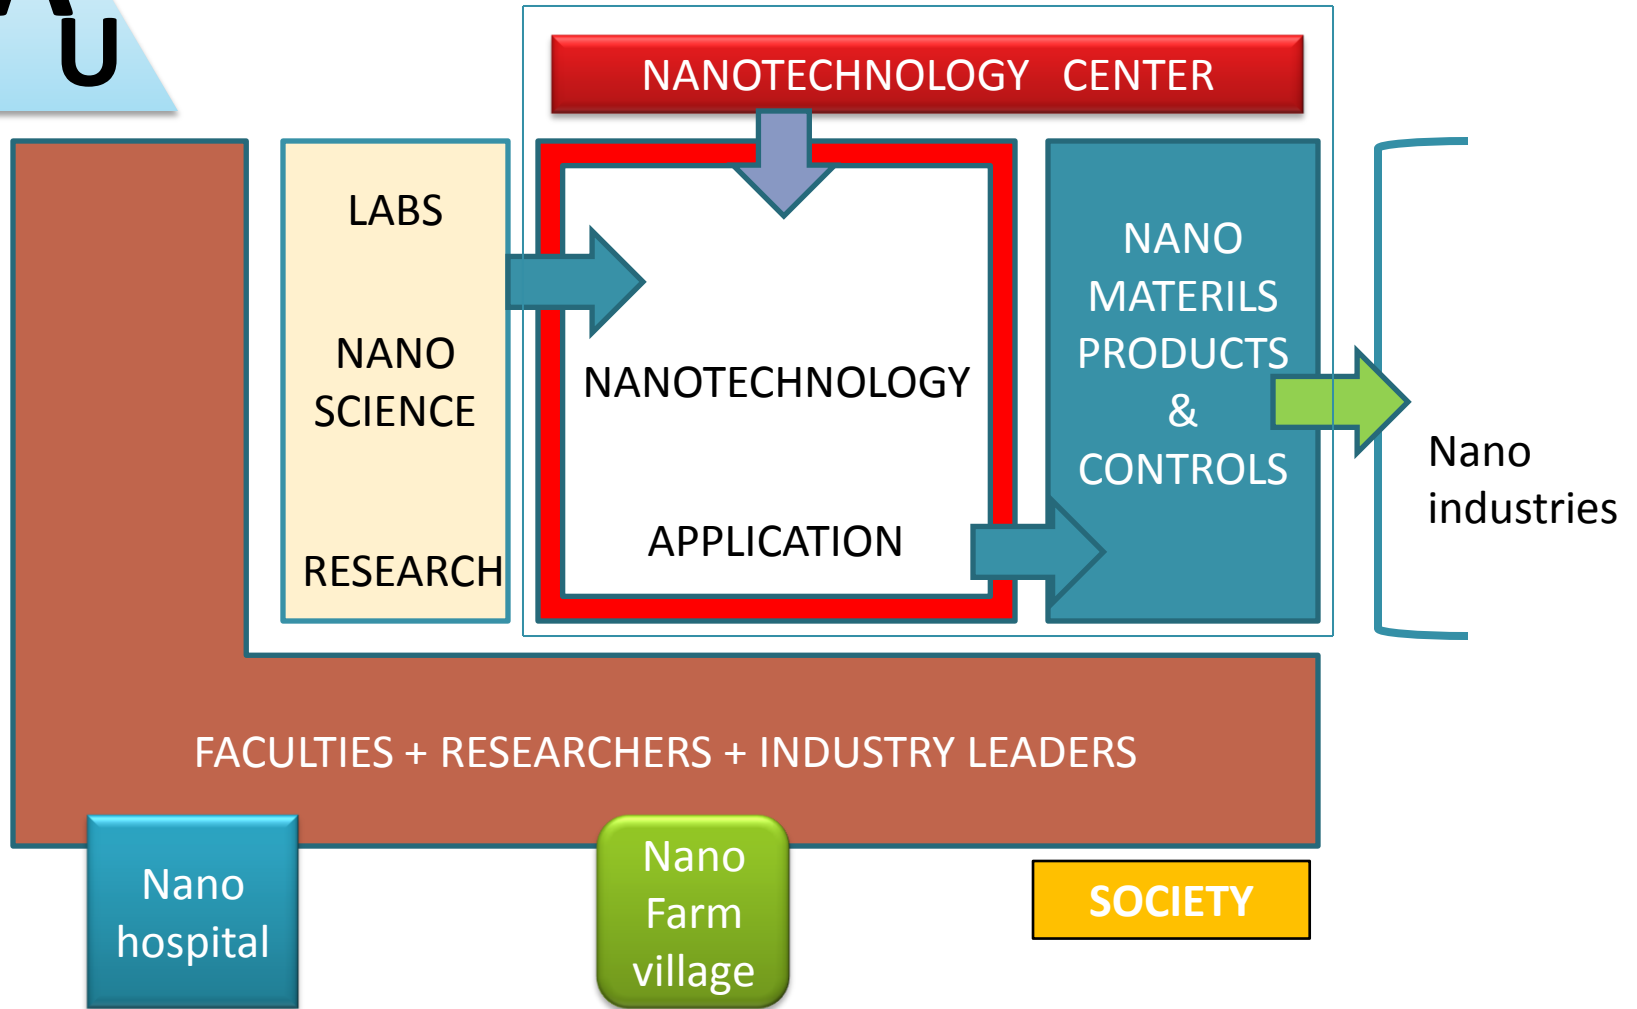 U
NANOTECHNOLOGY CENTER
LABS
NANO
SCIENCE
RESEARCH
NANOTECHNOLOGY
APPLICATION
NANO
MATERILS
PRODUCTS
&
CONTROLS
Nano
industries
FACULTIES + RESEARCHERS + INDUSTRY LEADERS
Nano
hospital
Nano
Farm
village
SOCIETY